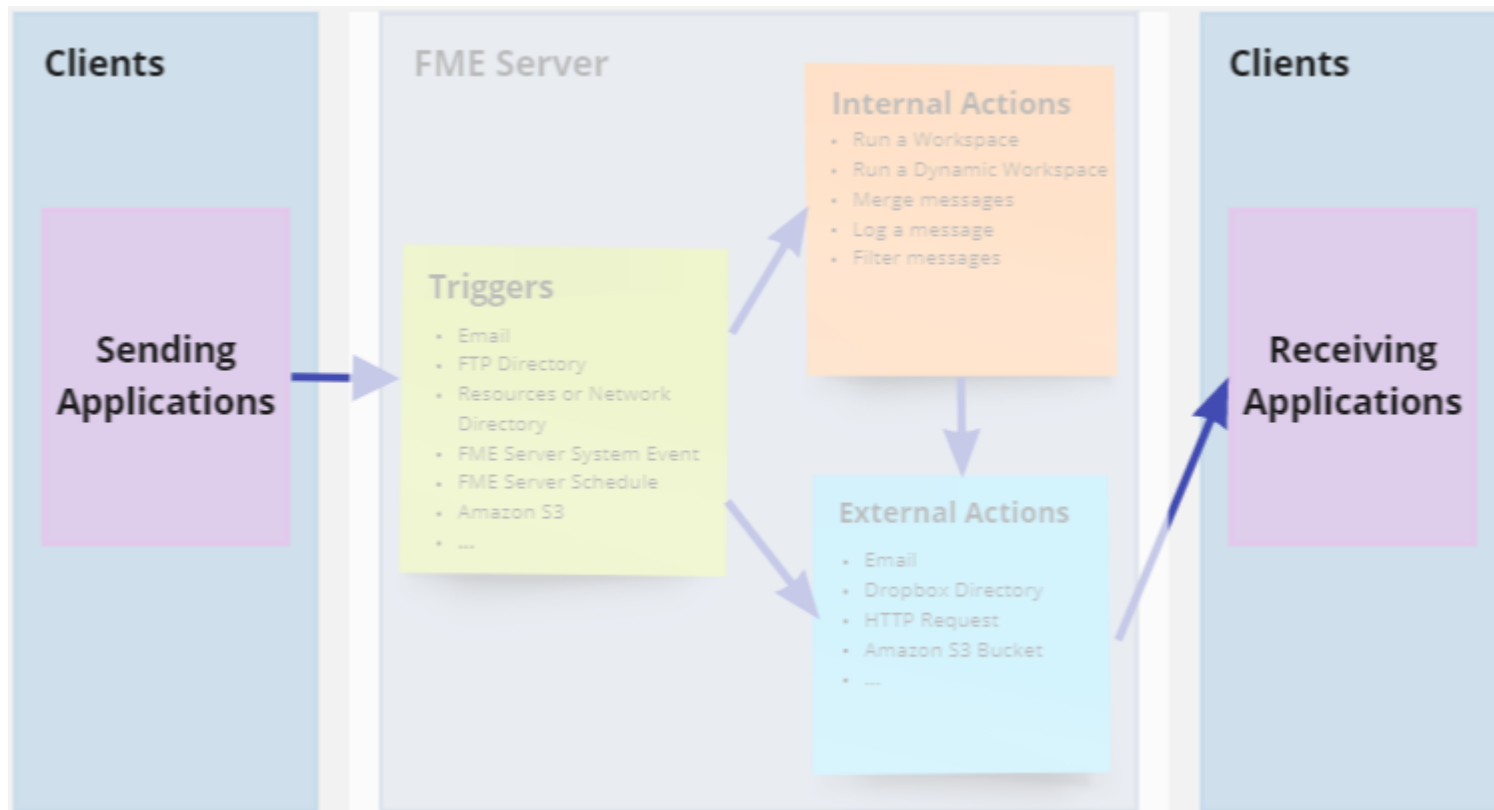 Clients
Sending
Applications
FME Server
Triggers
• Email
• FTP Directory
• Resources or Network
Directory
• FME Server System Event
• FME Server Schedule
• Amazon S3
• ...
Internal Actions
• Run a Workspace
• Run a Dynamic Workspace
• Merge messages
• Log a message
• Filter messages
External Actions
• Email
• Dropbox Directory
• HTTP Request
• Amazon S3 Bucket
• ...
Clients
Receiving
Applications